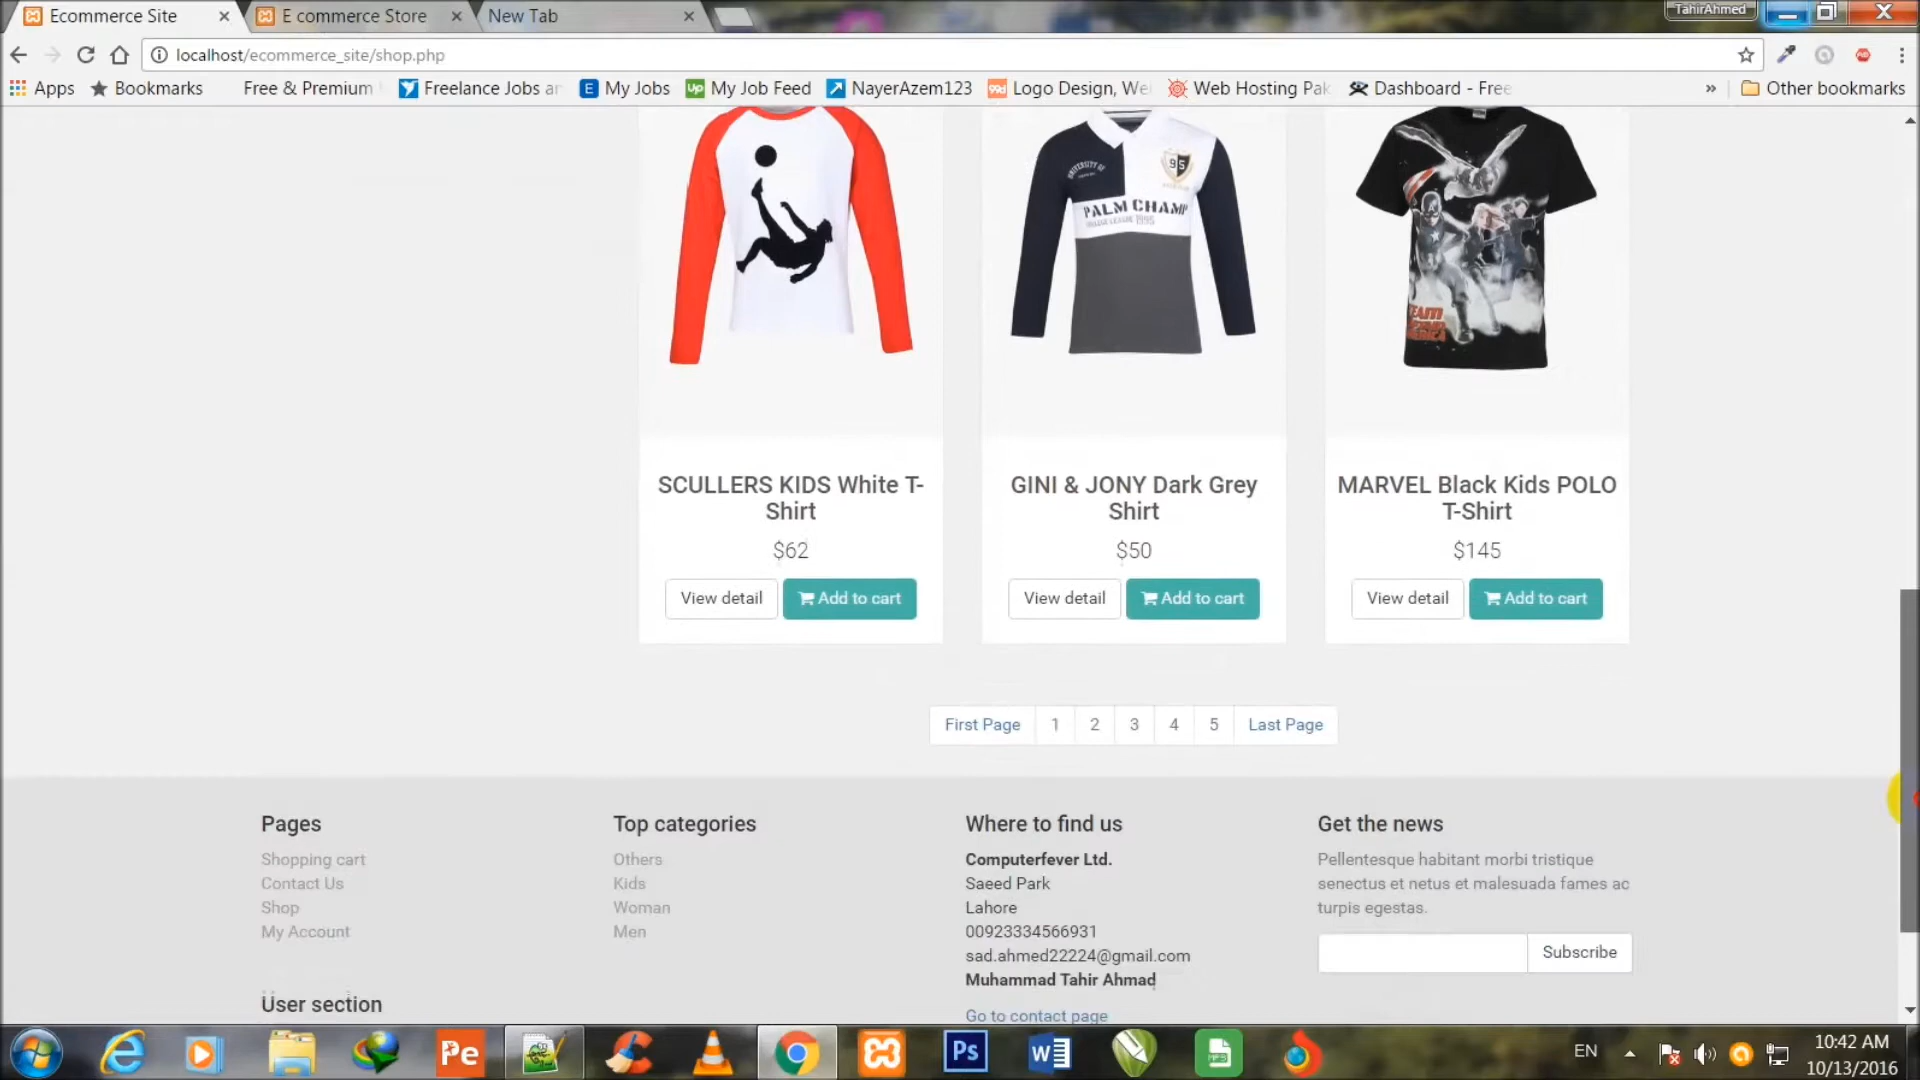 Ecommerce Site
E commerce Store
New Tab
TahirAhmed
localhost/ecommerce_site/shop.php
Apps
Bookmarks
Free & Premium
Freelance Jobs
My Jobs
My Job Feed
NayerAzem123
Logo Design, We
Web Hosting Pak
Dashboard - Free
Other bookmarks
95
PALM CHAMP
1995
SCULLERS KIDS White T-
Shirt
$62
View detail
Add to cart
GINI & JONY Dark Grey
Shirt
$50
View detail
Add to cart
MARVEL Black Kids POLO
T-Shirt
$145
View detail
Add to cart
First Page 1 2 3 4 5 Last Page
Pages
Shopping cart
Contact Us
Shop
My Account
User section
Top categories
Others
Kids
Woman
Men
Where to find us
Computerfever Ltd.
Saeed Park
Lahore
00923334566931
sad.ahmed22224@gmail.com
Muhammad Tahir Ahmad
Go to contact page
Get the news
Pellentesque habitant morbi tristique
senectus et netus et malesuada fames ac
turpis egestas.
Subscribe
Pe
Ps
EN
10:42 AM
10/13/2016